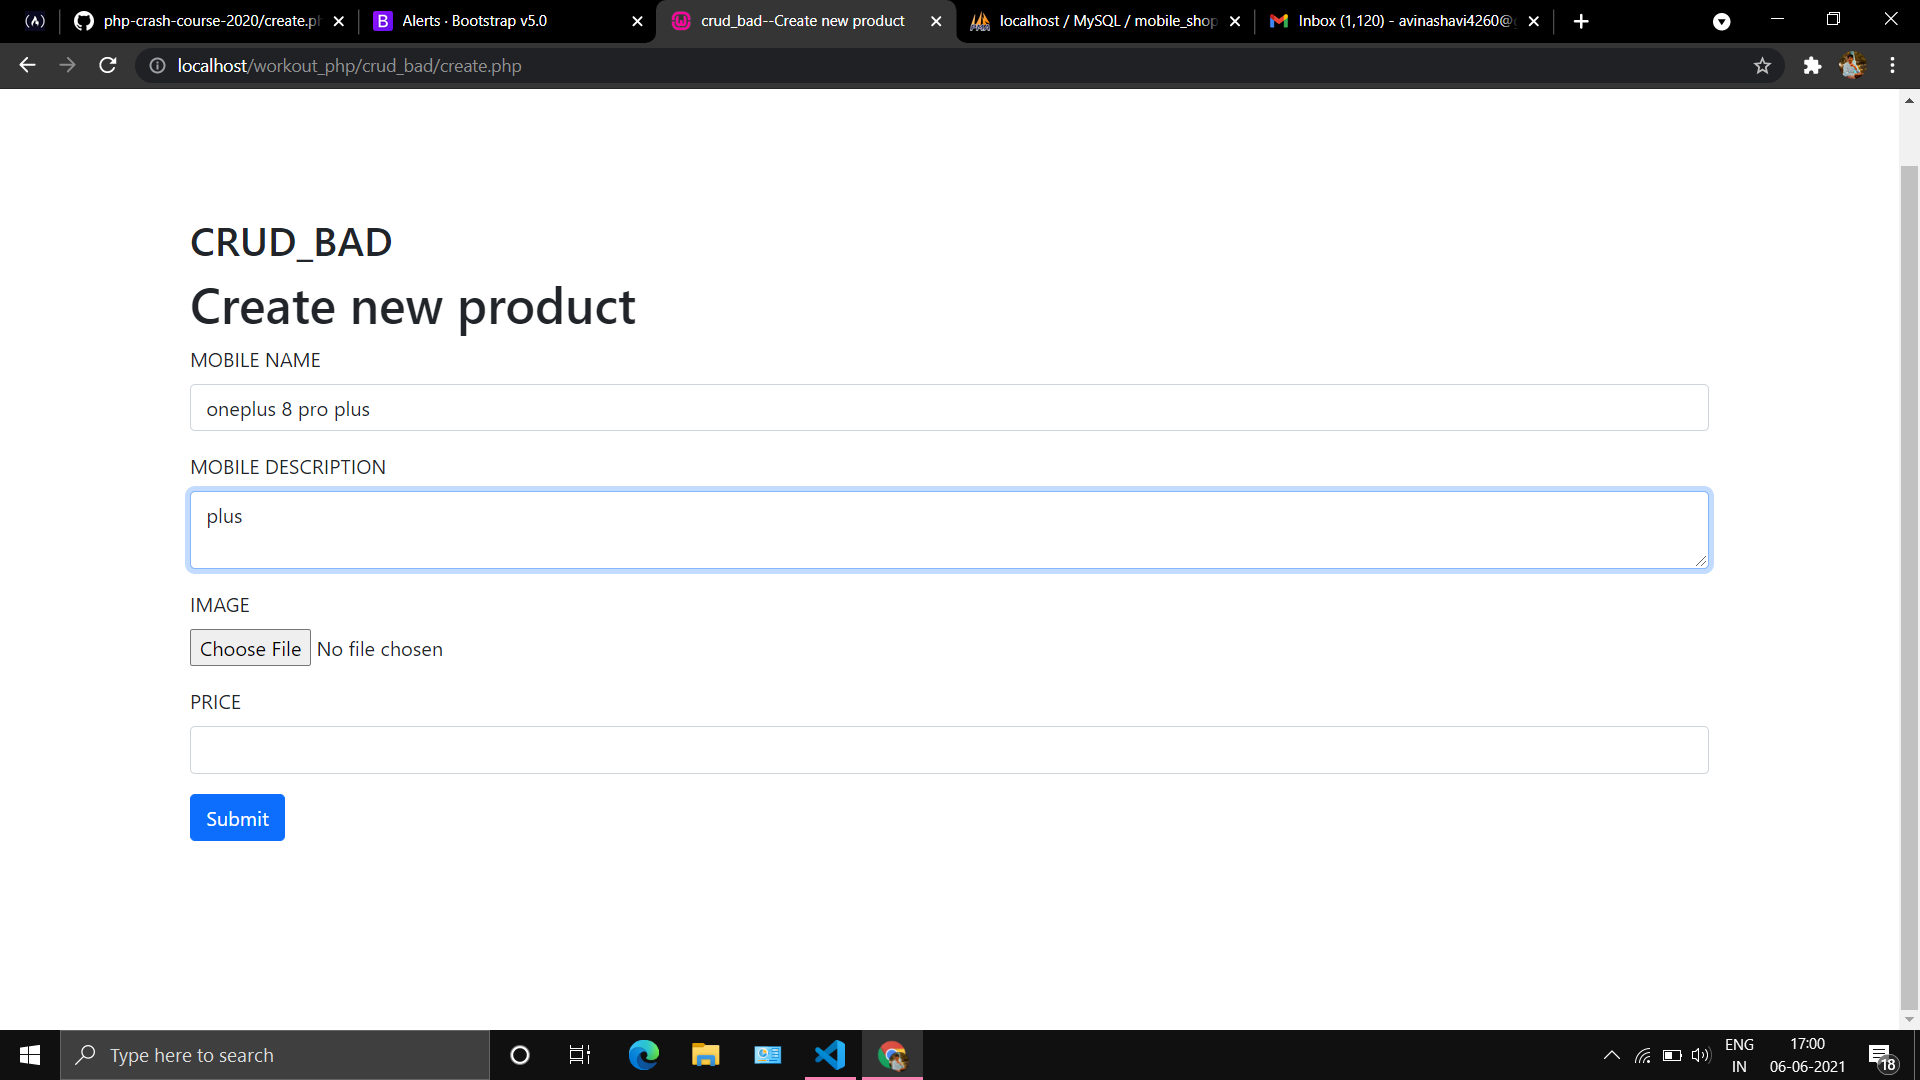 php-crash-course-2020/create.ph
Alerts · Bootstrap v5.0
crud_bad--Create new product
localhost / MySQL / mobile_shop
Inbox (1,120) - avinashavi4260@g
localhost/workout_php/crud_bad/create.php
CRUD_BAD
Create new product
MOBILE NAME
oneplus 8 pro plus
MOBILE DESCRIPTION
plus
IMAGE
Choose File No file chosen
PRICE
Submit
Type here to search
ENG
IN
17:00
06-06-2021
18